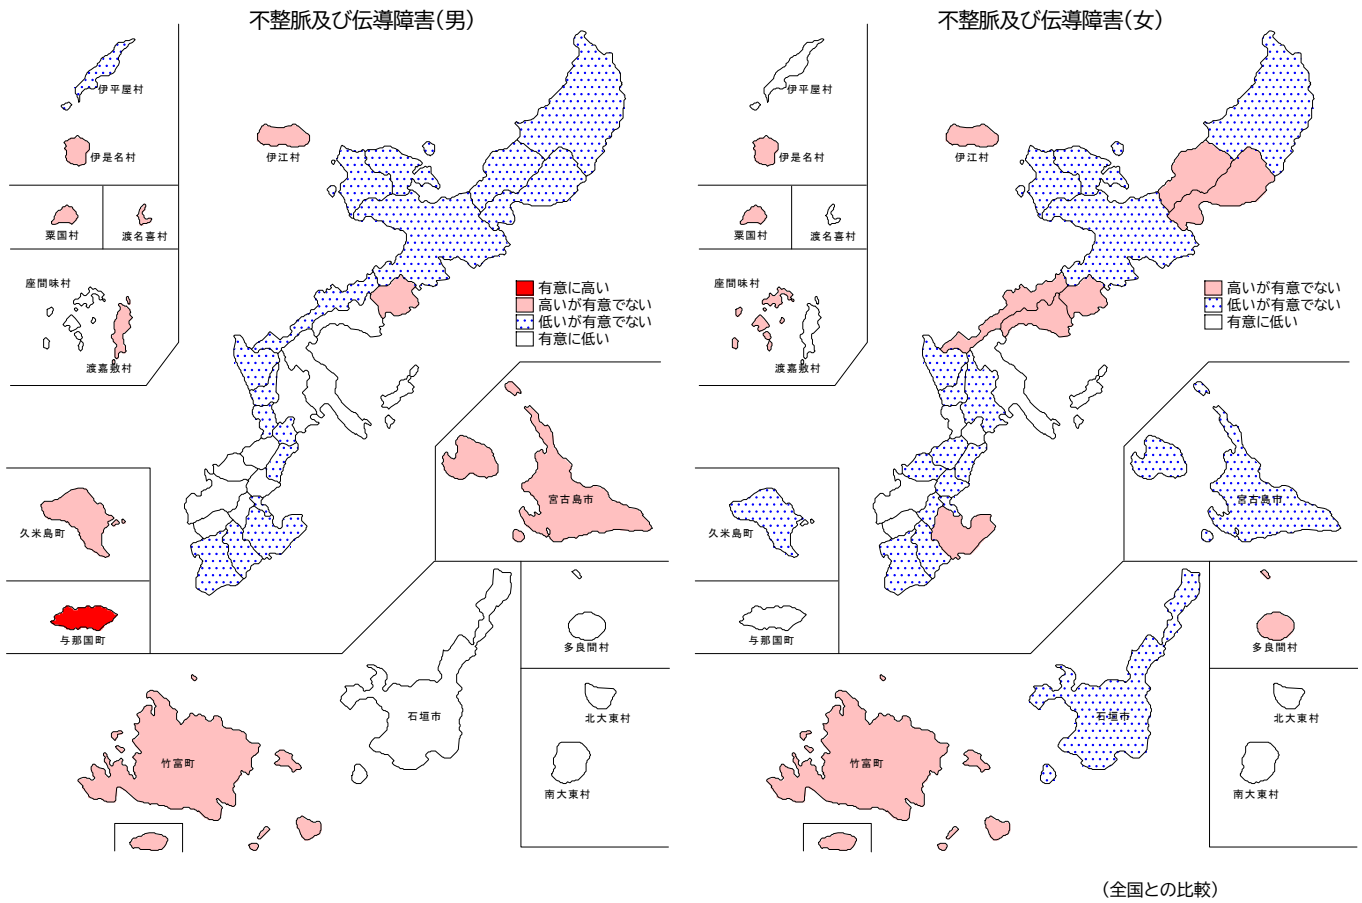 不整脈及び伝導障害(男)
伊平屋村
伊是名村
伊江村
粟国村
渡名喜村
座間味村
渡嘉敷村
有意に高い
高いが有意でない
低いが有意でない
有意に低い
久米島町
宮古島市
与那国町
多良間村
石垣市
北大東村
竹富町
南大東村
不整脈及び伝導障害(女)
伊平屋村
伊是名村
伊江村
粟国村
渡名喜村
座間味村
渡嘉敷村
高いが有意でない
低いが有意でない
有意に低い
久米島町
宮古島市
与那国町
多良間村
石垣市
北大東村
竹富町
南大東村
(全国との比較)